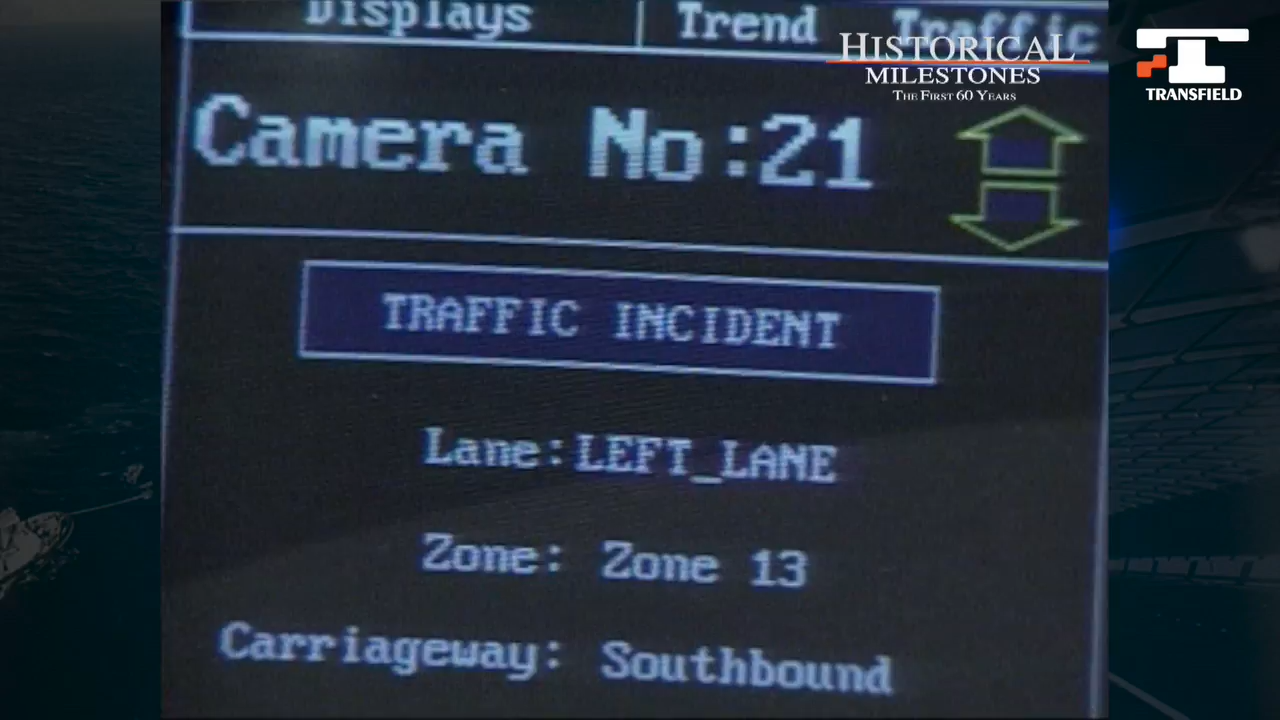 Displays Trend Traffic
HISTORICAL
MILESTONES
THE FIRST 60 YEARS
TRANSFIELD
Camera No:21
TRAFFIC INCIDENT
Lane:LEFT_LANE
Zone: Zone 13
Carriageway: Southbound